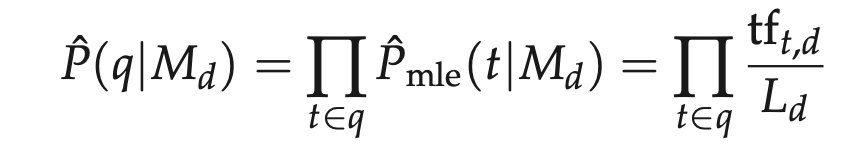 P̂(q|M_d) = ∏_{t∈q} P̂_mle(t|M_d) = ∏_{t∈q} tf_{t,d} / L_d